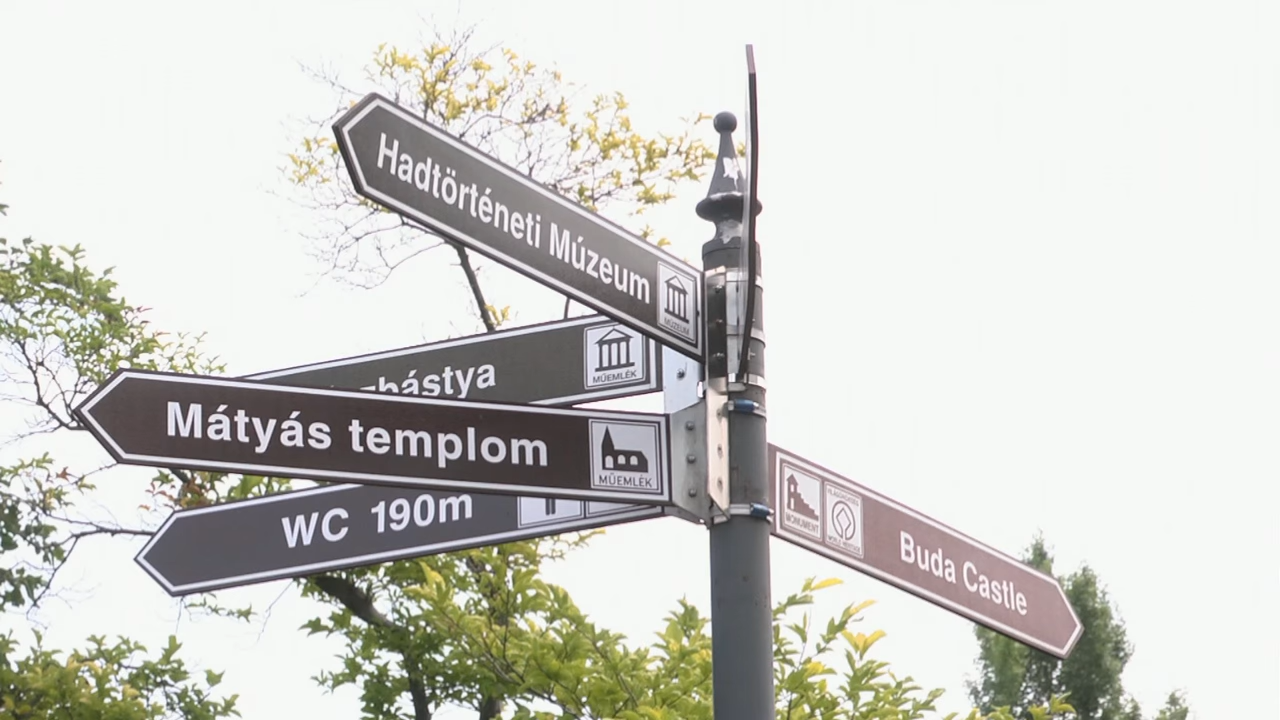 Hadtörténeti Múzeum
MÚZEUM
MŰEMLÉK
Mátyás templom
MŰEMLÉK
WC 190m
MONUMENT
Buda Castle